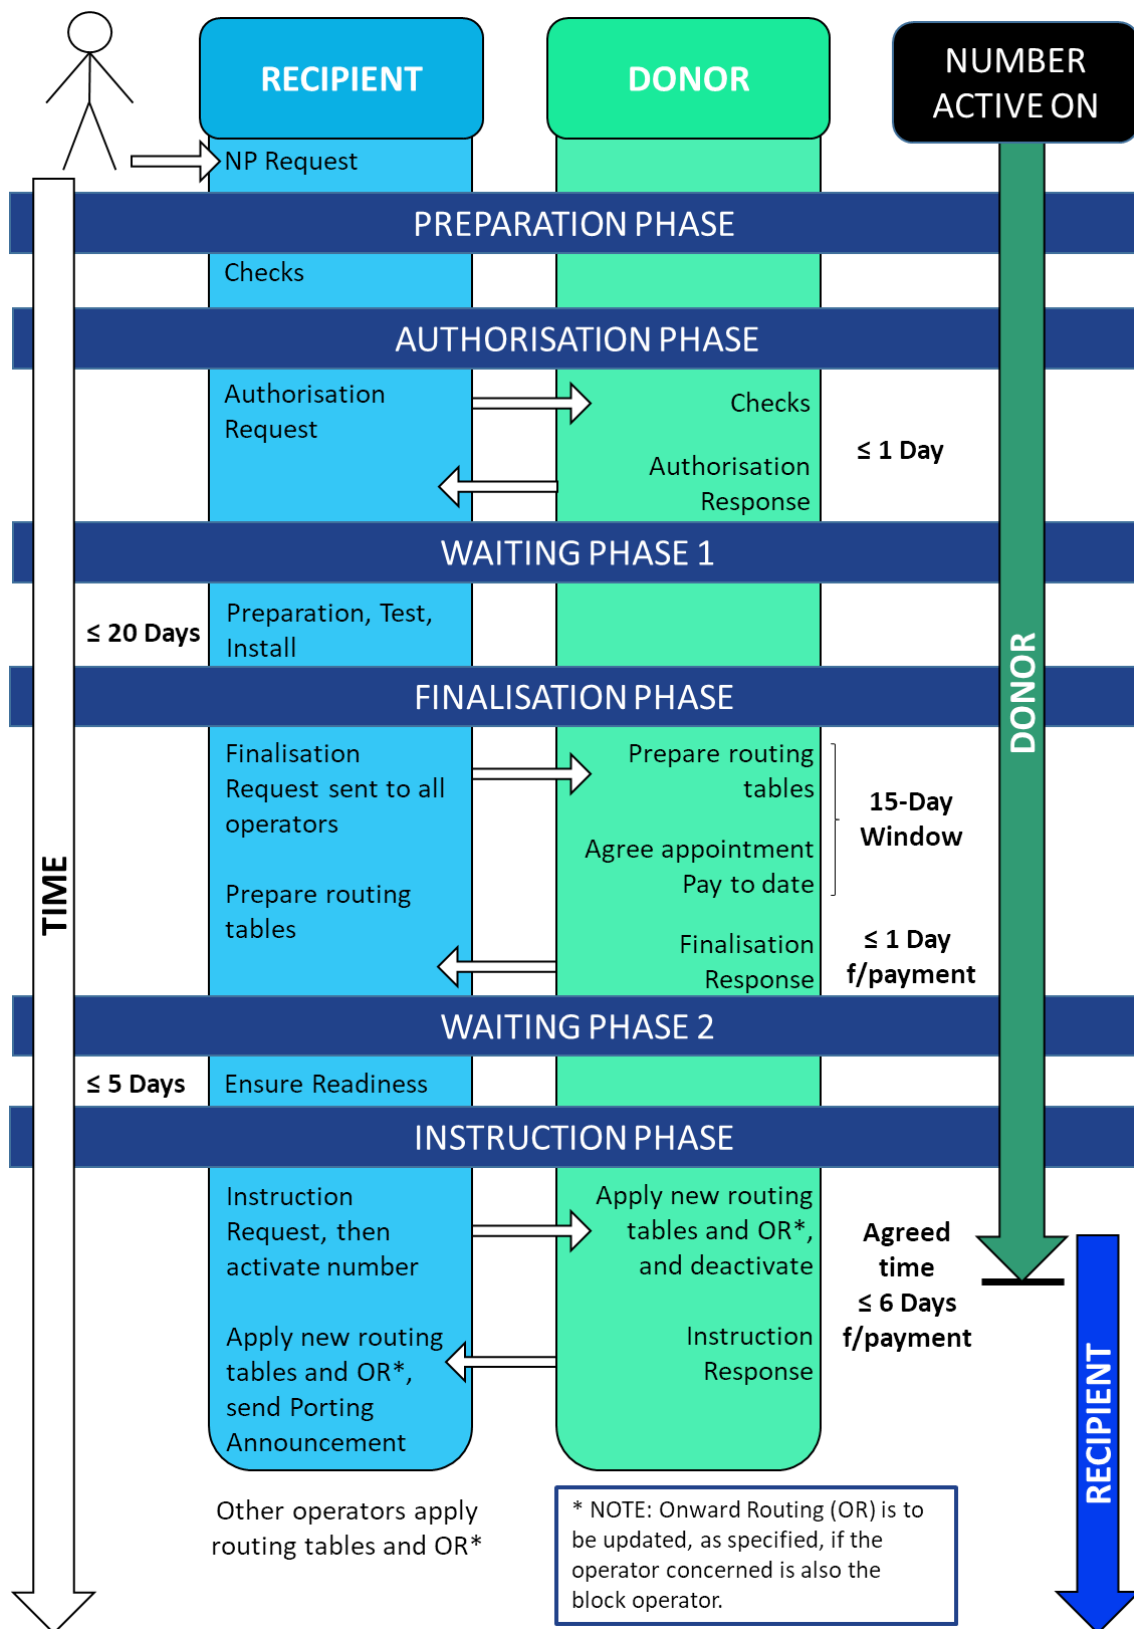 RECIPIENT
DONOR
NUMBER
ACTIVE ON
NP Request
PREPARATION PHASE
Checks
AUTHORISATION PHASE
Authorisation
Request
Checks
≤ 1 Day
Authorisation
Response
WAITING PHASE 1
≤ 20 Days
Preparation, Test,
Install
FINALISATION PHASE
Finalisation
Request sent to all
operators
Prepare routing
tables
15-Day
Window
Agree appointment
Pay to date
Prepare routing
tables
Finalisation
Response
≤ 1 Day
f/payment
WAITING PHASE 2
≤ 5 Days
Ensure Readiness
INSTRUCTION PHASE
Instruction
Request, then
activate number
Apply new routing
tables and OR*,
and deactivate
Agreed
time
≤ 6 Days
f/payment
Apply new routing
tables and OR*,
send Porting
Announcement
Instruction
Response
TIME
DONOR
RECIPIENT
Other operators apply
routing tables and OR*
* NOTE: Onward Routing (OR) is to
be updated, as specified, if the
operator concerned is also the
block operator.